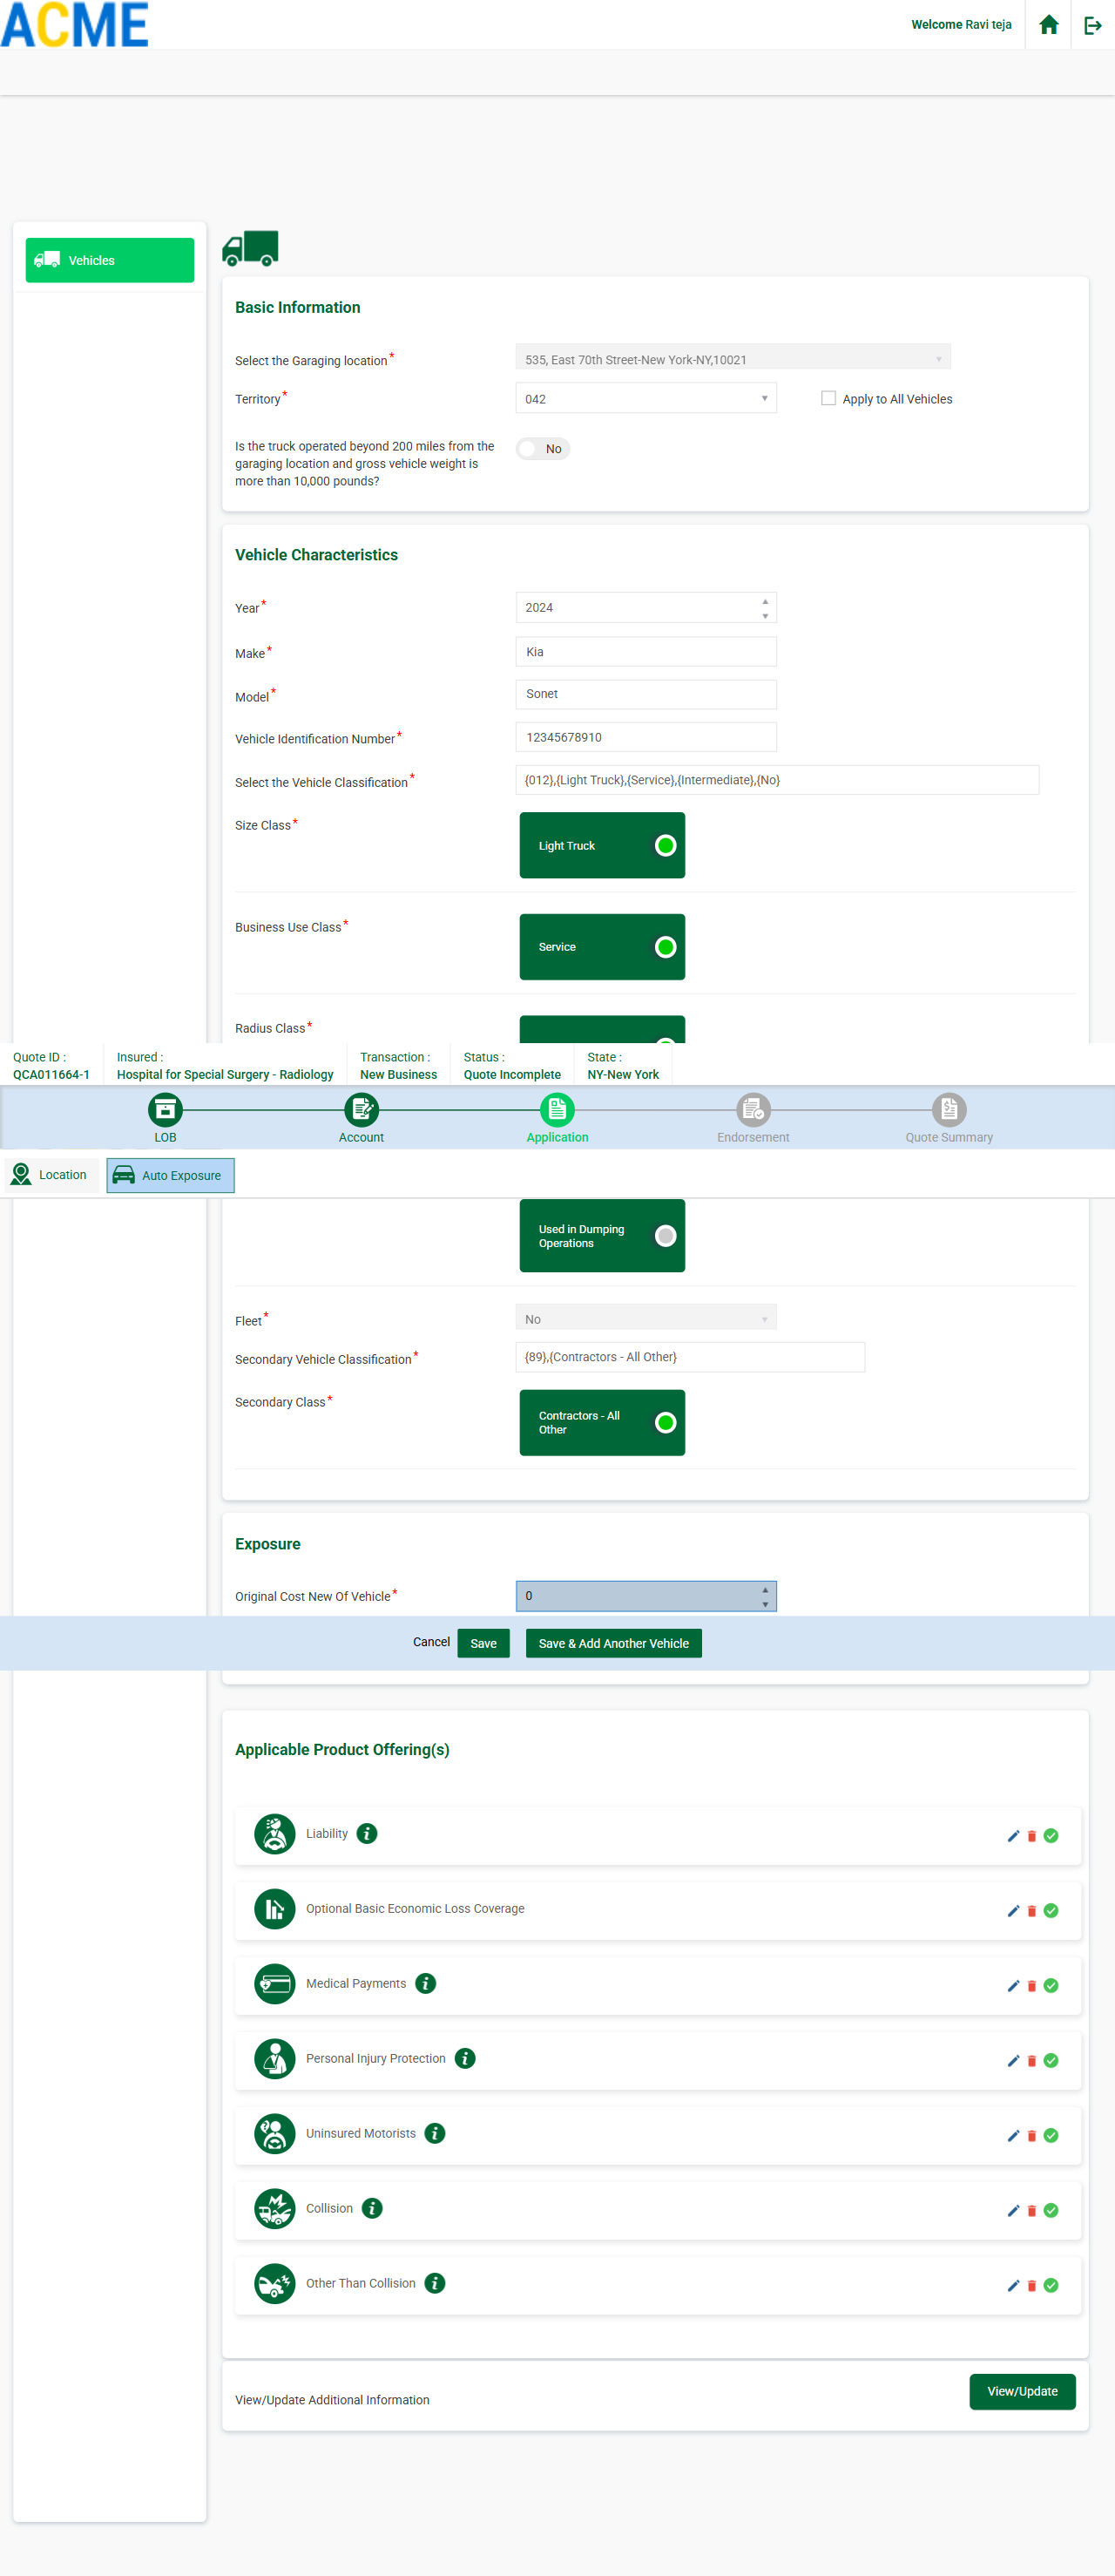 ACME
Welcome Ravi teja
Vehicles
Basic Information
Select the Garaging location*
535, East 70th Street-New York-NY,10021
Territory*
042
Apply to All Vehicles
Is the truck operated beyond 200 miles from the
garaging location and gross vehicle weight is
more than 10,000 pounds?
No
Vehicle Characteristics
Year*
2024
Make*
Kia
Model*
Sonet
Vehicle Identification Number*
12345678910
Select the Vehicle Classification*
{012},{Light Truck},{Service},{Intermediate},{No}
Size Class*
Light Truck
Business Use Class*
Service
Radius Class*
Quote ID :
QCA011664-1
Insured :
Hospital for Special Surgery - Radiology
Transaction :
New Business
Status :
Quote Incomplete
State :
NY-New York
LOB
Account
Application
Endorsement
Quote Summary
Location
Auto Exposure
Used in Dumping
Operations
Fleet*
No
Secondary Vehicle Classification*
{89},{Contractors - All Other}
Secondary Class*
Contractors - All
Other
Exposure
Original Cost New Of Vehicle*
0
Cancel
Save
Save & Add Another Vehicle
Applicable Product Offering(s)
Liability
Optional Basic Economic Loss Coverage
Medical Payments
Personal Injury Protection
Uninsured Motorists
Collision
Other Than Collision
View/Update Additional Information
View/Update